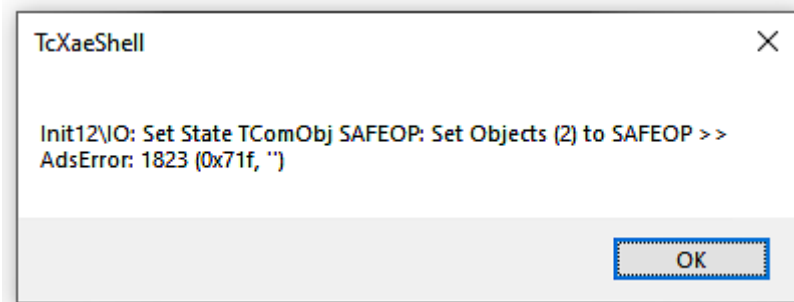 TcXaeShell
Init12\IO: Set State TComObj SAFEOP: Set Objects (2) to SAFEOP >>
AdsError: 1823 (0x71f, '')
OK